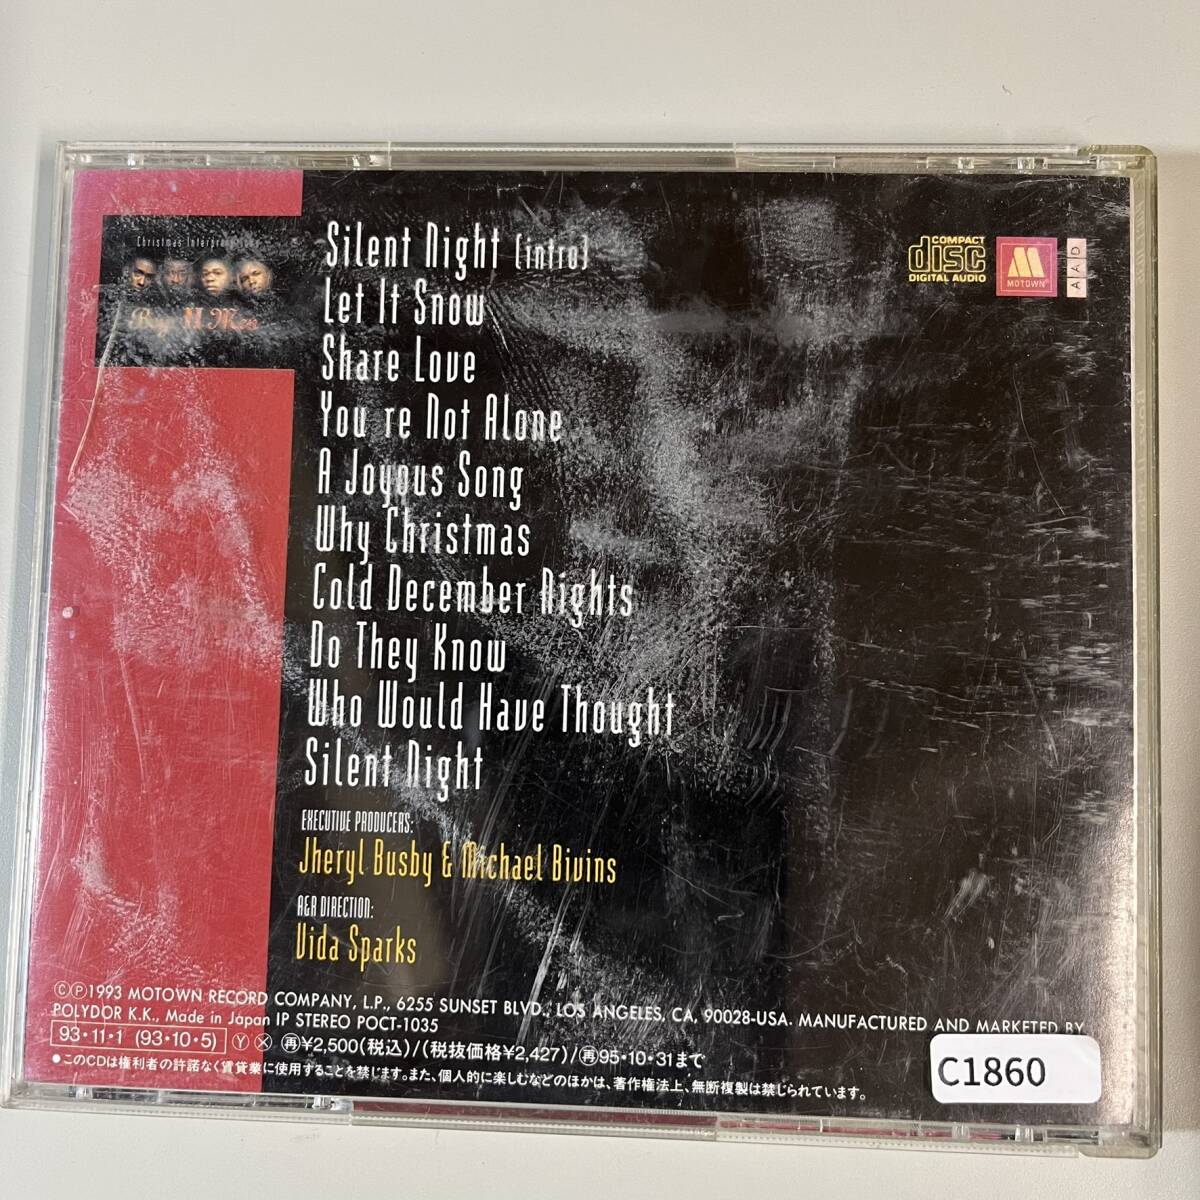 Christmas Interpretations
Boyz II Men
Silent Night (intro)
Let It Snow
Share Love
You re Not Alone
A Joyous Song
Why Christmas
Cold December Nights
Do They Know
Who Would Have Thought
Silent Night
EXECUTIVE PRODUCERS:
Jheryl Busby & Michael Bivins
A&R DIRECTION:
Vida Sparks
COMPACT
disc
DIGITAL AUDIO
M
MOTOWN
AAD
ⒸⓅ1993 MOTOWN RECORD COMPANY, L.P., 6255 SUNSET BLVD., LOS ANGELES, CA, 90028-USA. MANUFACTURED AND MARKETED BY
POLYDOR K.K., Made in Japan IP STEREO POCT-1035
93・11・1 (93・10・5) Ⓨ Ⓧ ㊢¥2,500(税込)/(税抜価格¥2,427)/㊢95・10・31まで
●このCDは権利者の許諾なく賃貸業に使用することを禁じます。また、個人的に楽しむなどのほかは、著作権法上、無断複製は禁じられています。
C1860